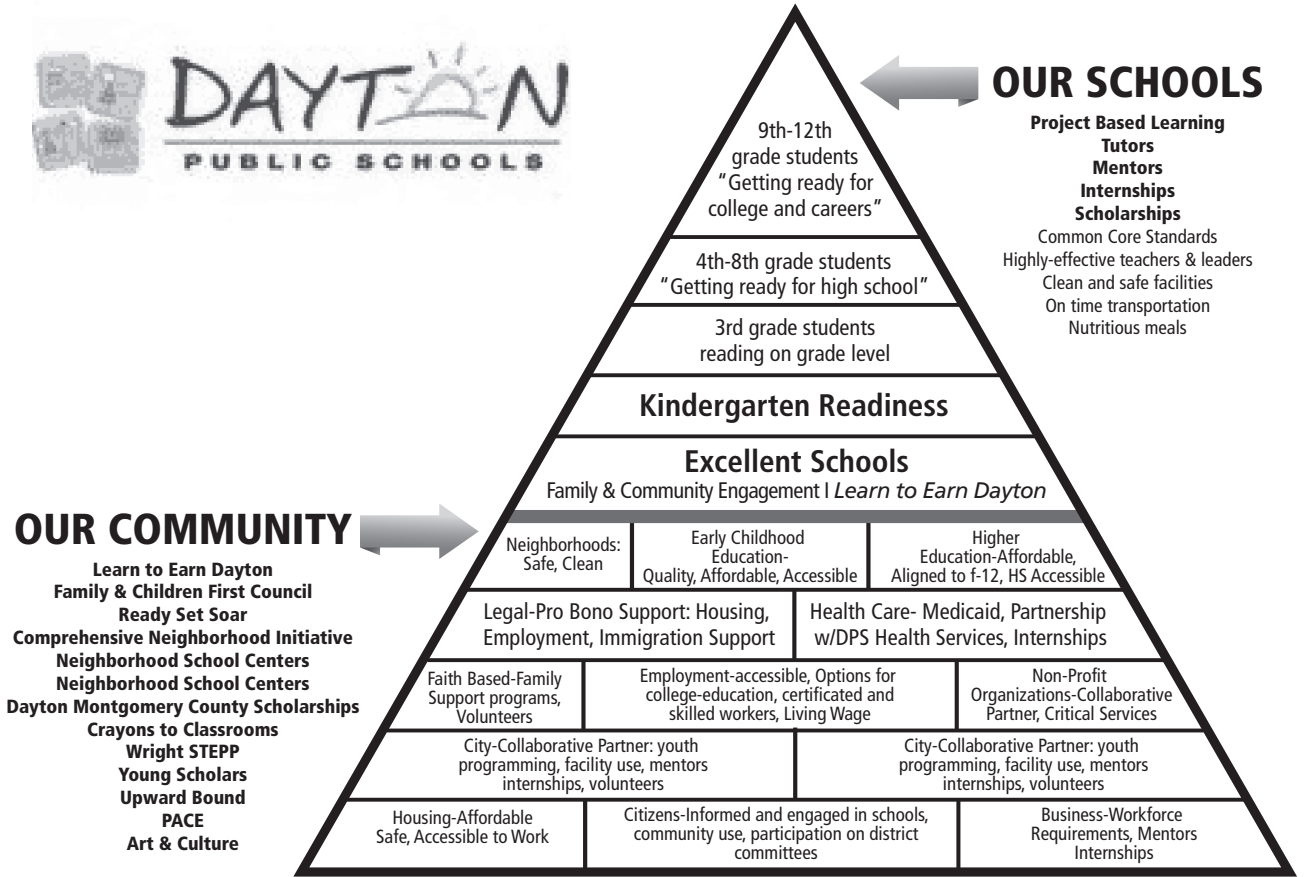 DAYTON
PUBLIC SCHOOLS
OUR SCHOOLS
Project Based Learning
Tutors
Mentors
Internships
Scholarships
Common Core Standards
Highly-effective teachers & leaders
Clean and safe facilities
On time transportation
Nutritious meals
9th-12th
grade students
“Getting ready for
college and careers”
4th-8th grade students
“Getting ready for high school”
3rd grade students
reading on grade level
Kindergarten Readiness
Excellent Schools
Family & Community Engagement I Learn to Earn Dayton
OUR COMMUNITY
Learn to Earn Dayton
Family & Children First Council
Ready Set Soar
Comprehensive Neighborhood Initiative
Neighborhood School Centers
Neighborhood School Centers
Dayton Montgomery County Scholarships
Crayons to Classrooms
Wright STEPP
Young Scholars
Upward Bound
PACE
Art & Culture
Neighborhoods:
Safe, Clean
Early Childhood
Education-
Quality, Affordable, Accessible
Higher
Education-Affordable,
Aligned to f-12, HS Accessible
Legal-Pro Bono Support: Housing,
Employment, Immigration Support
Health Care- Medicaid, Partnership
w/DPS Health Services, Internships
Faith Based-Family
Support programs,
Volunteers
Employment-accessible, Options for
college-education, certificated and
skilled workers, Living Wage
Non-Profit
Organizations-Collaborative
Partner, Critical Services
City-Collaborative Partner: youth
programming, facility use, mentors
internships, volunteers
City-Collaborative Partner: youth
programming, facility use, mentors
internships, volunteers
Housing-Affordable
Safe, Accessible to Work
Citizens-Informed and engaged in schools,
community use, participation on district
committees
Business-Workforce
Requirements, Mentors
Internships